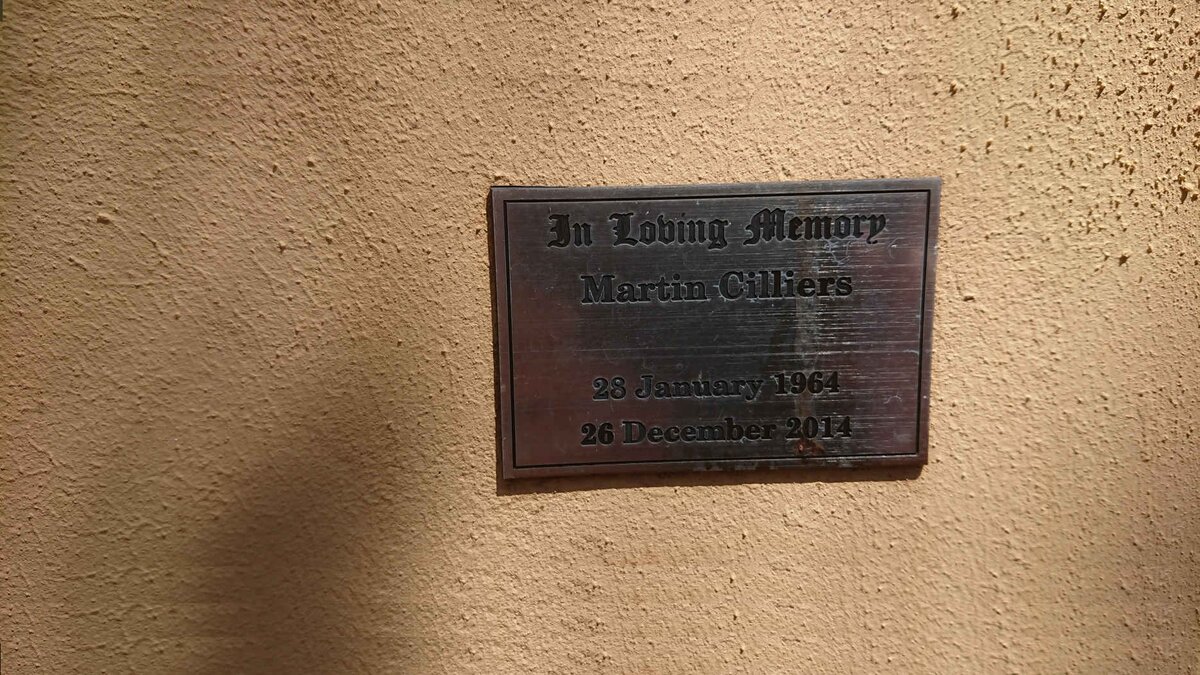 In Loving Memory
Martin Cilliers
28 January 1964
26 December 2014